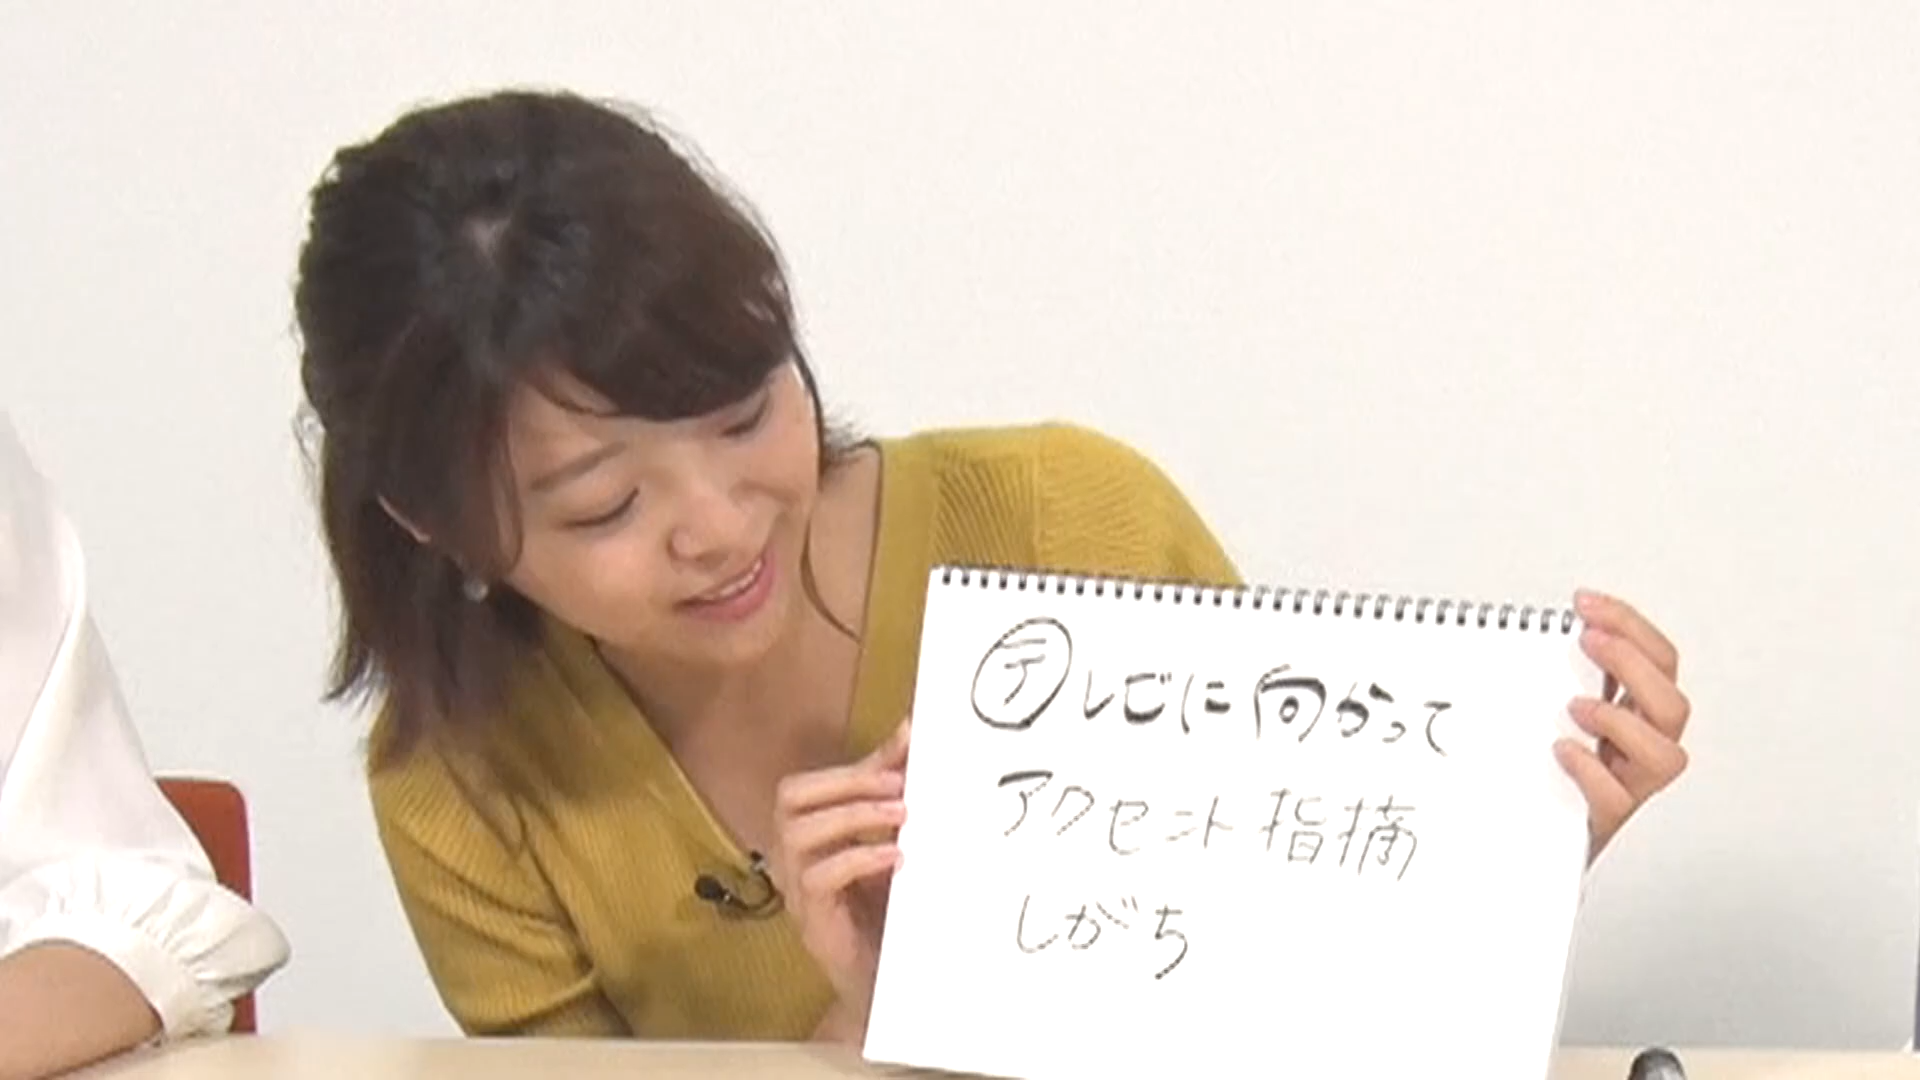 テレビに向かって
アクセント指摘
しがち